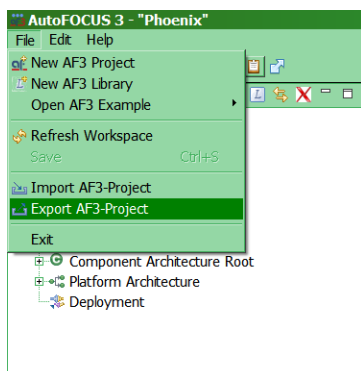 AutoFOCUS 3 - "Phoenix"
File Edit Help
New AF3 Project
New AF3 Library
Open AF3 Example
Refresh Workspace
Save Ctrl+S
Import AF3-Project
Export AF3-Project
Exit
Component Architecture Root
Platform Architecture
Deployment